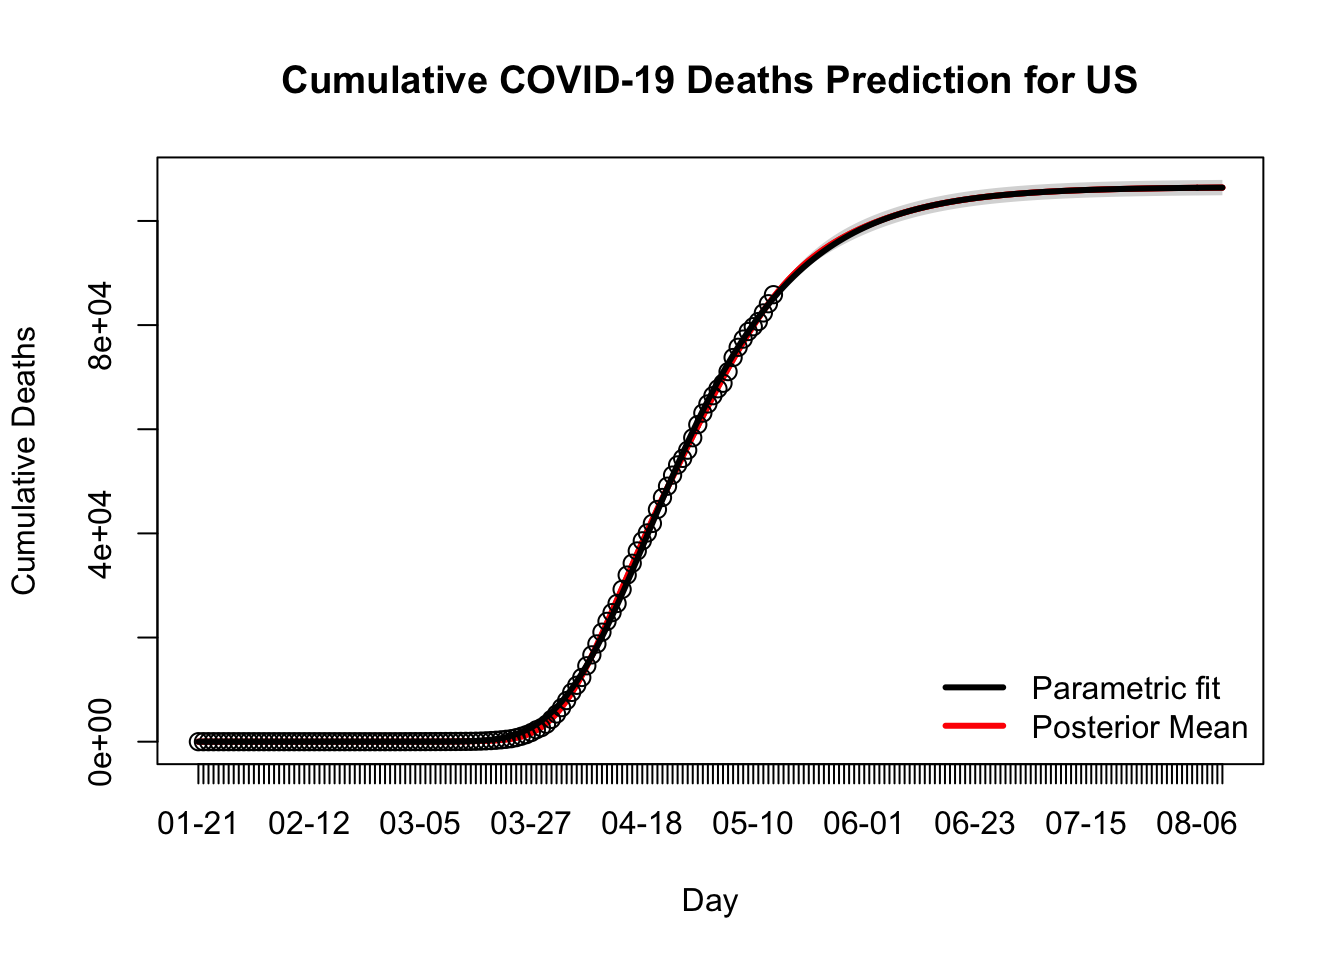 Cumulative COVID-19 Deaths Prediction for US
Cumulative Deaths
8e+04
4e+04
0e+00
Parametric fit
Posterior Mean
01-21 02-12 03-05 03-27 04-18 05-10 06-01 06-23 07-15 08-06
Day